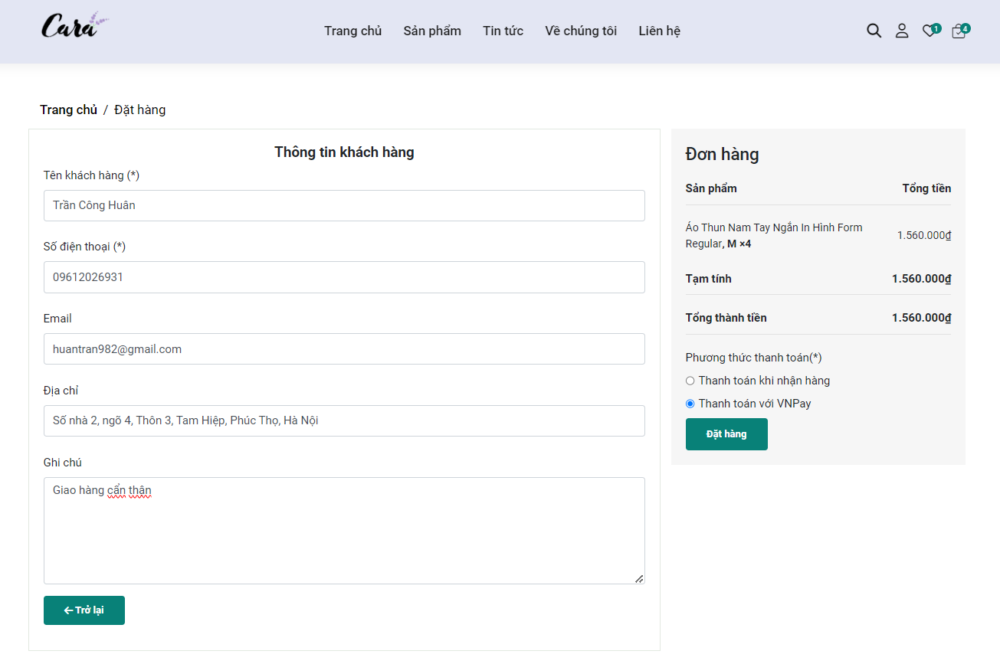 Cara
Trang chủ Sản phẩm Tin tức Về chúng tôi Liên hệ
1 4
Trang chủ / Đặt hàng
Thông tin khách hàng
Tên khách hàng (*)
Trần Công Huân
Số điện thoại (*)
09612026931
Email
huantran982@gmail.com
Địa chỉ
Số nhà 2, ngõ 4, Thôn 3, Tam Hiệp, Phúc Thọ, Hà Nội
Ghi chú
Giao hàng cẩn thận
Trở lại
Đơn hàng
Sản phẩm Tổng tiền
Áo Thun Nam Tay Ngắn In Hình Form
Regular, M ×4 1.560.000₫
Tạm tính 1.560.000₫
Tổng thành tiền 1.560.000₫
Phương thức thanh toán(*)
Thanh toán khi nhận hàng
Thanh toán với VNPay
Đặt hàng